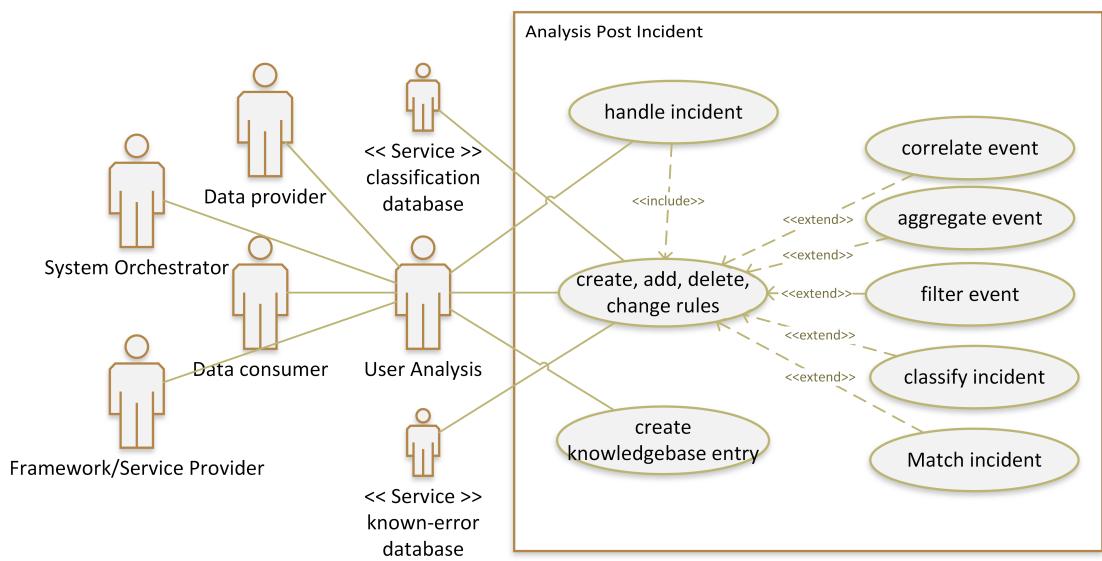 Analysis Post Incident
handle incident
<< Service >>
classification
database
Data provider
System Orchestrator
Data consumer
User Analysis
Framework/Service Provider
<< Service >>
known-error
database
<<include>>
create, add, delete,
change rules
create
knowledgebase entry
correlate event
<<extend>>
aggregate event
<<extend>>
filter event
<<extend>>
classify incident
<<extend>>
Match incident
<<extend>>